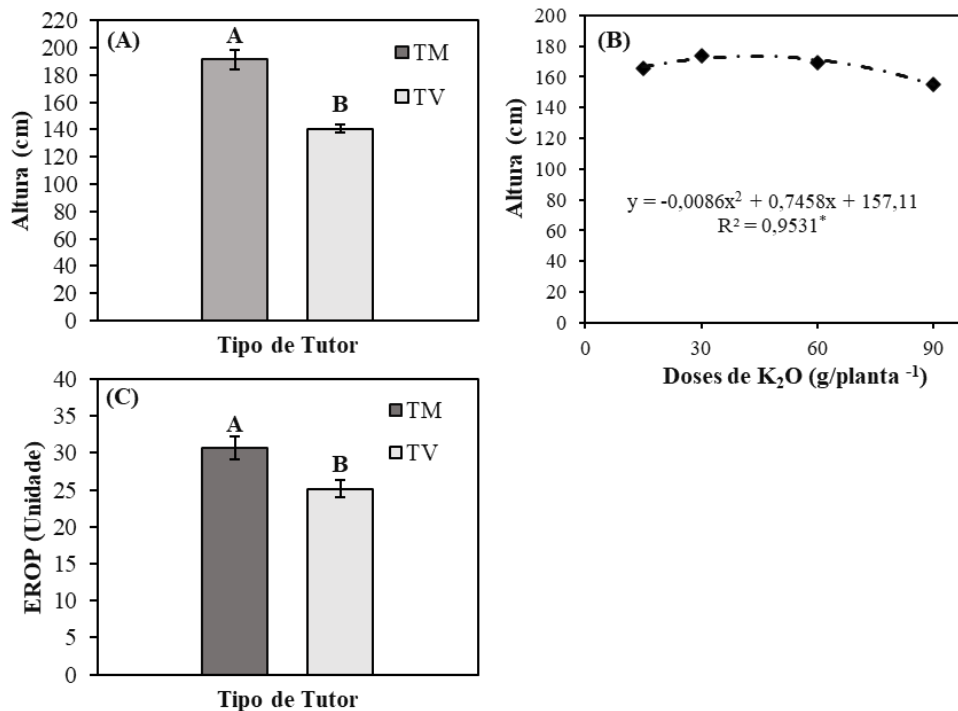 (A)
A
B
TM
TV
Altura (cm)
220
200
180
160
140
120
100
80
60
40
20
0
Tipo de Tutor
(B)
Altura (cm)
200
180
160
140
120
100
80
60
40
20
0
y = -0,0086x² + 0,7458x + 157,11
R² = 0,9531*
0 30 60 90
Doses de K₂O (g/planta ⁻¹)
(C)
A
B
TM
TV
EROP (Unidade)
40
35
30
25
20
15
10
5
0
Tipo de Tutor